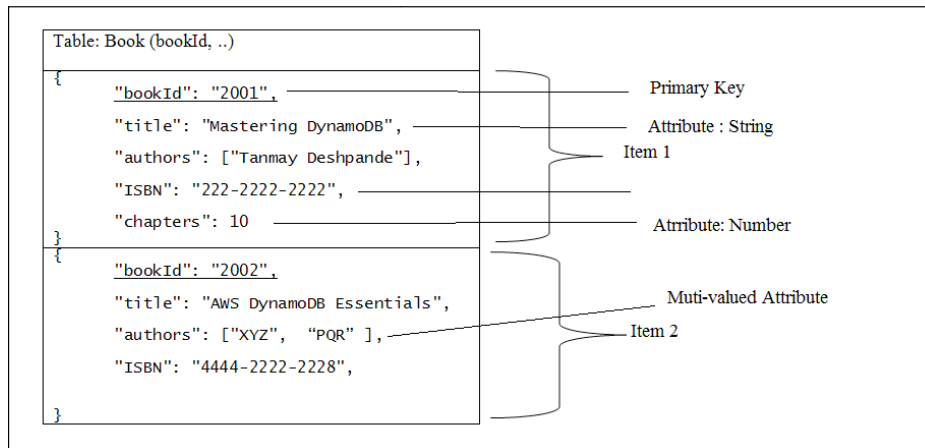 Table: Book (bookId, ..)
{
"bookId": "2001", Primary Key
"title": "Mastering DynamoDB", Attribute : String
"authors": ["Tanmay Deshpande"], Item 1
"ISBN": "222-2222-2222",
"chapters": 10 Atrribute: Number
}
{
"bookId": "2002",
"title": "AWS DynamoDB Essentials", Muti-valued Attribute
"authors": ["XYZ", “PQR” ], Item 2
"ISBN": "4444-2222-2228",
}